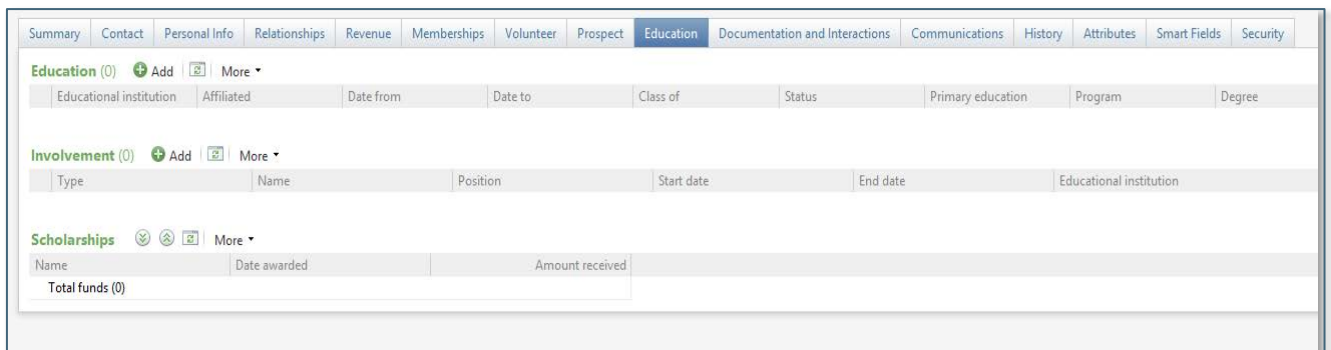 Summary Contact Personal Info Relationships Revenue Memberships Volunteer Prospect Education Documentation and Interactions Communications History Attributes Smart Fields Security
Education (0) Add More
Educational institution Affiliated Date from Date to Class of Status Primary education Program Degree
Involvement (0) Add More
Type Name Position Start date End date Educational institution
Scholarships More
Name Date awarded Amount received
Total funds (0)